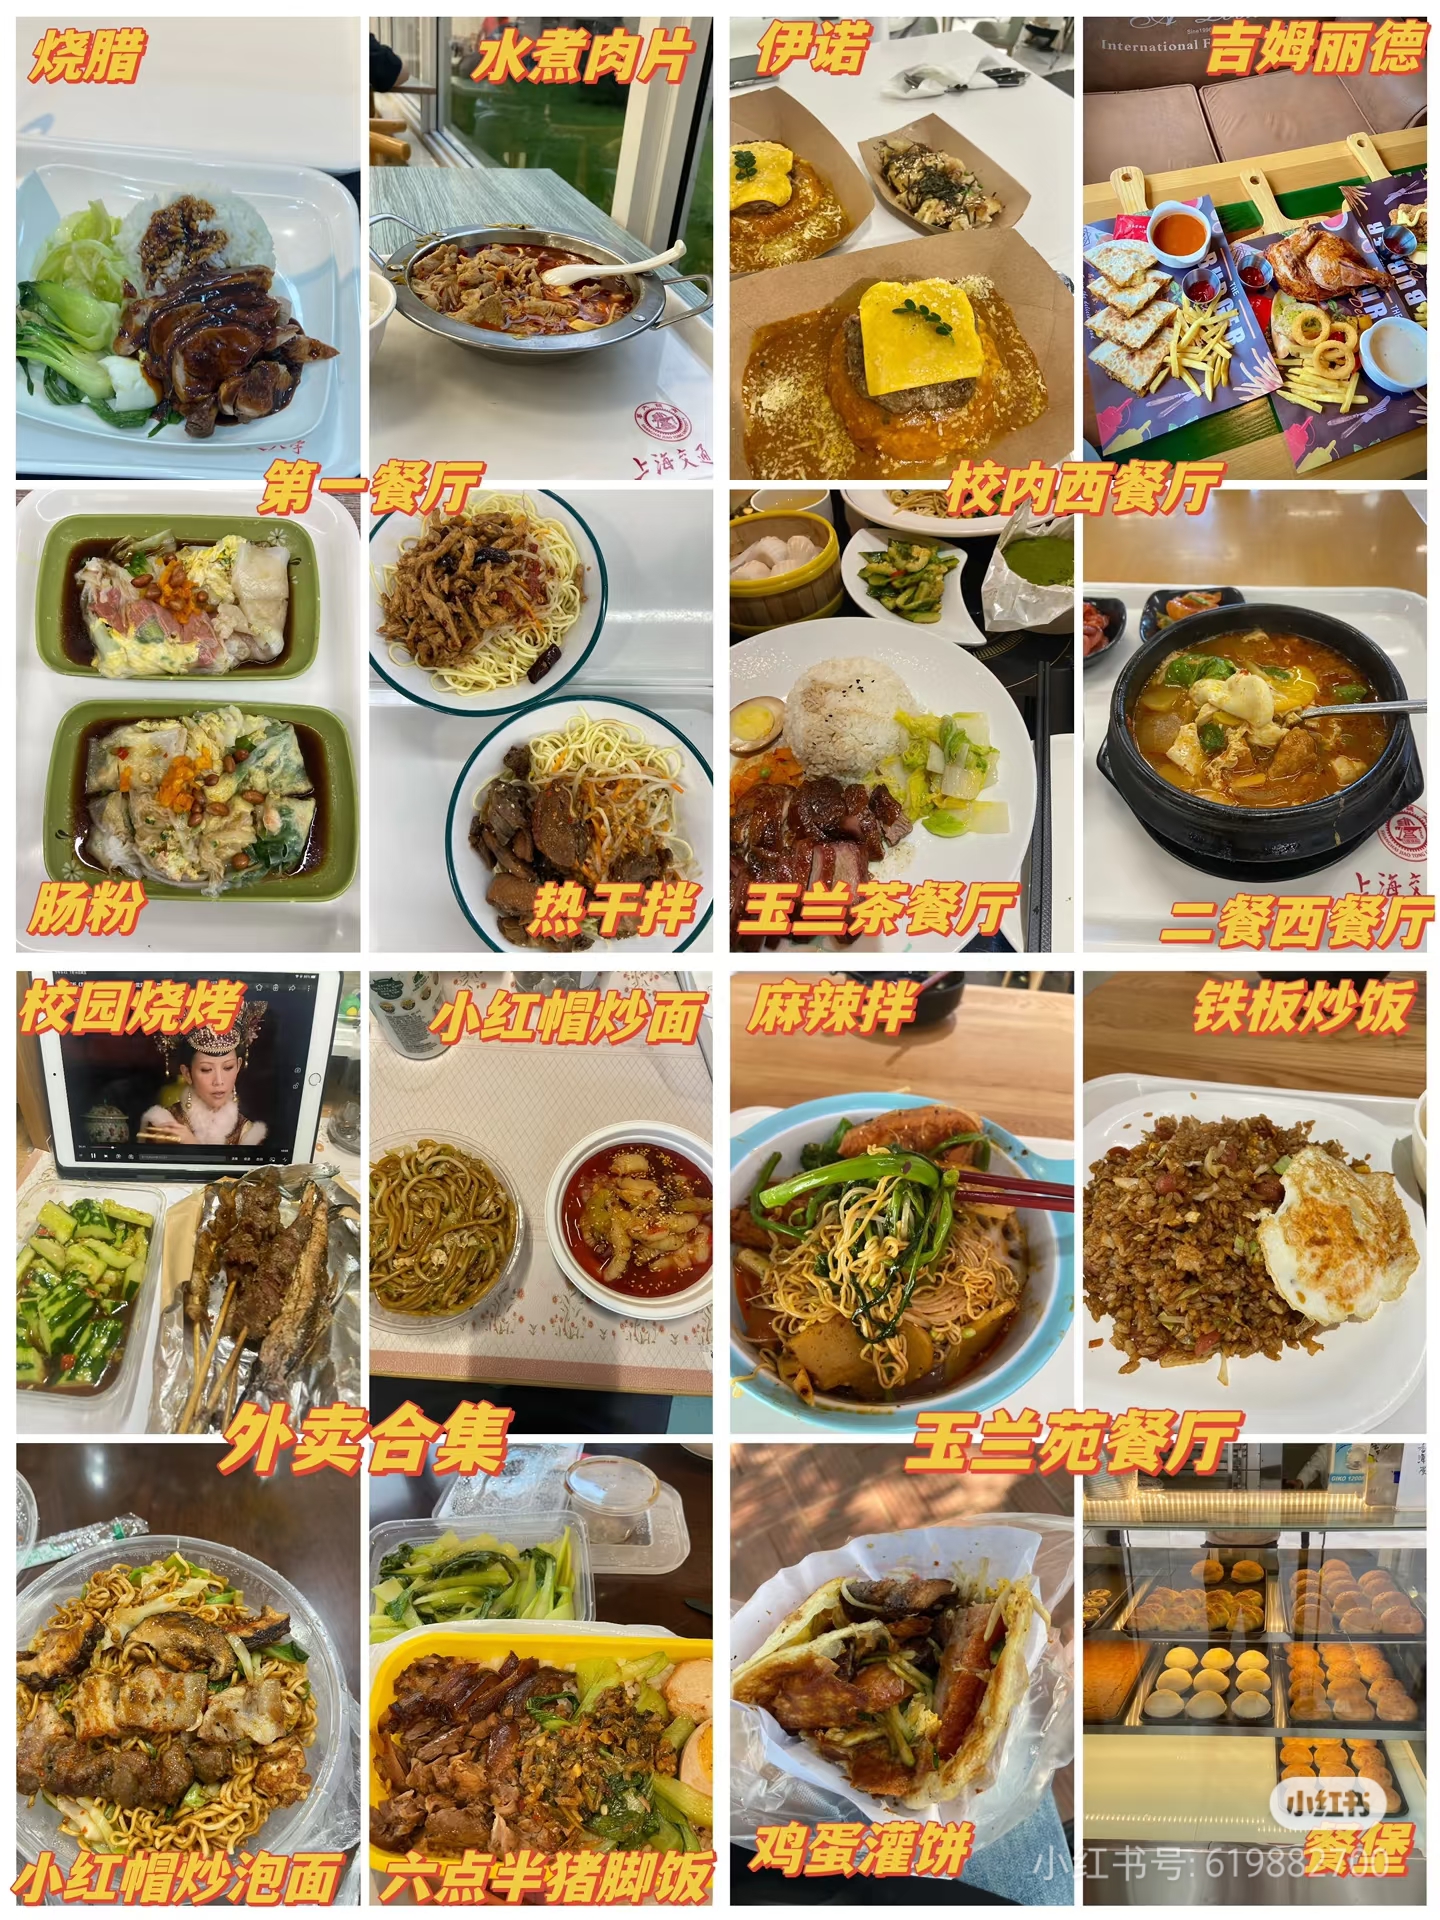 烧腊
水煮肉片
伊诺
吉姆丽德
International F
上海交通
第一餐厅
校内西餐厅
THE
BURGER
肠粉
热干拌
玉兰茶餐厅
上海交
二餐西餐厅
校园烧烤
小红帽炒面
麻辣拌
铁板炒饭
外卖合集
玉兰苑餐厅
小红帽炒泡面
六点半猪脚饭
鸡蛋灌饼
小红书
餐堡
小红书号: 619882700